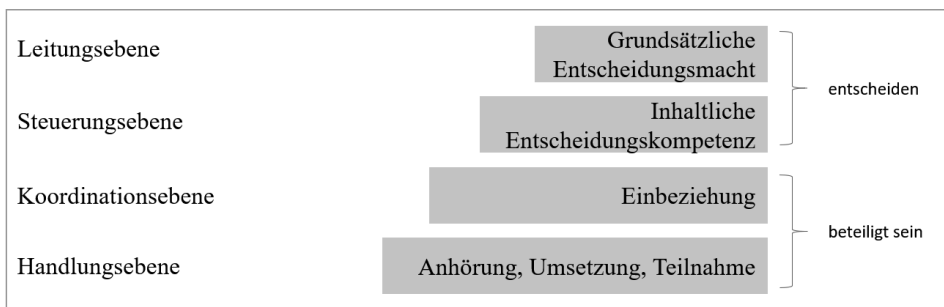 Leitungsebene
Grundsätzliche
Entscheidungsmacht
entscheiden
Steuerungsebene
Inhaltliche
Entscheidungskompetenz
Koordinationsebene
Einbeziehung
beteiligt sein
Handlungsebene
Anhörung, Umsetzung, Teilnahme